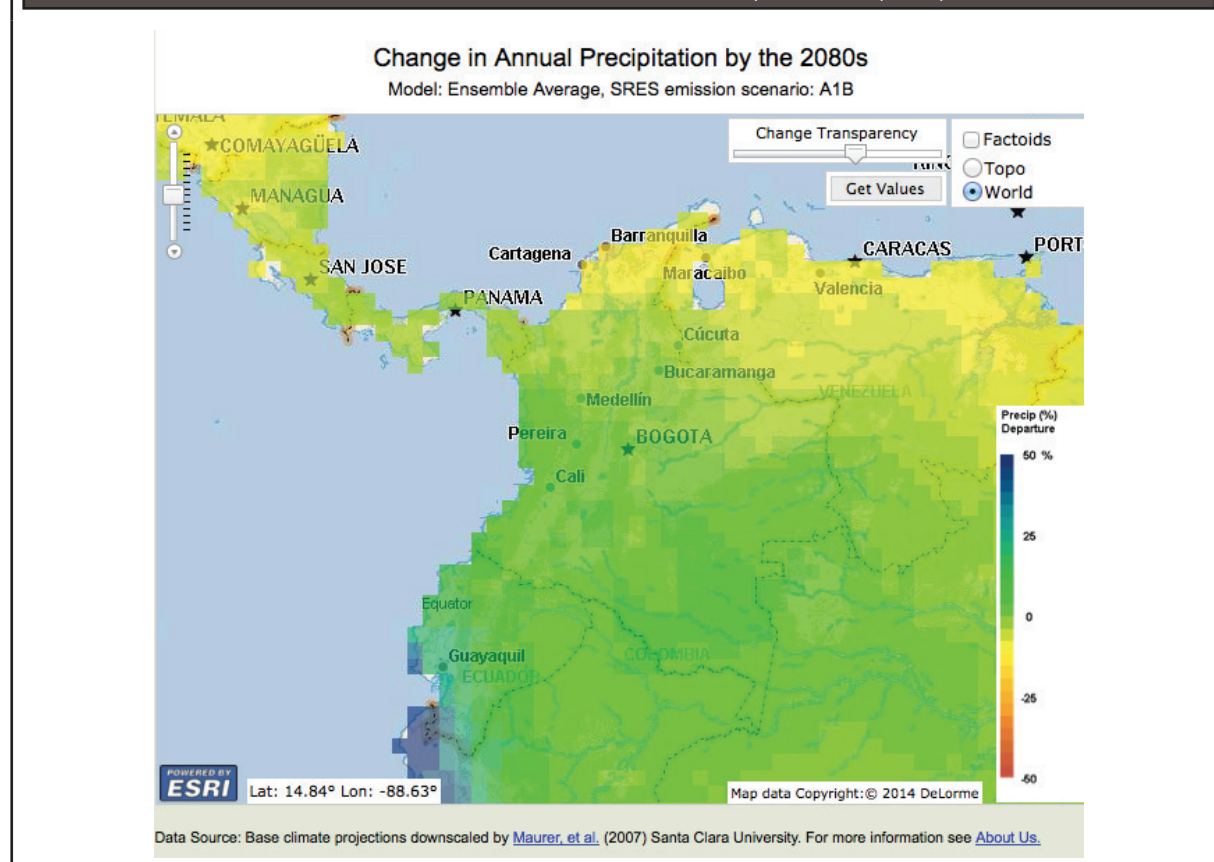 Change in Annual Precipitation by the 2080s
Model: Ensemble Average, SRES emission scenario: A1B
Change Transparency
Get Values
Factoids
Topo
World
COMAYAGÜELA
MANAGUA
SAN JOSE
PANAMA
Cartagena
Barranquilla
Maracaibo
CARACAS
PORT
Valencia
Cúcuta
Bucaramanga
VENEZUELA
Medellín
Pereira
BOGOTA
Cali
Equator
Guayaquil
ECUADOR
COLOMBIA
Precip (%)
Departure
50 %
25
0
-25
-50
POWERED BY
ESRI
Lat: 14.84° Lon: -88.63°
Map data Copyright:© 2014 DeLorme
Data Source: Base climate projections downscaled by Maurer, et al. (2007) Santa Clara University. For more information see About Us.